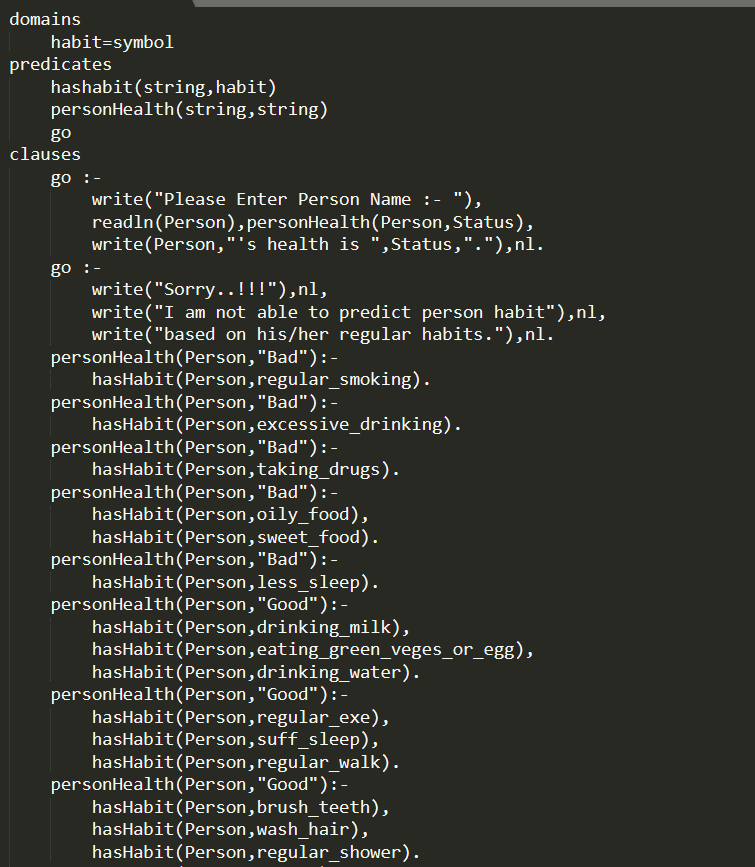 domains
habit=symbol
predicates
hashabit(string,habit)
personHealth(string,string)
go
clauses
go :-
write("Please Enter Person Name :- "),
readln(Person),personHealth(Person,Status),
write(Person,"'s health is ",Status,"."),nl.
go :-
write("Sorry..!!!"),nl,
write("I am not able to predict person habit"),nl,
write("based on his/her regular habits."),nl.
personHealth(Person,"Bad"):-
hasHabit(Person,regular_smoking).
personHealth(Person,"Bad"):-
hasHabit(Person,excessive_drinking).
personHealth(Person,"Bad"):-
hasHabit(Person,taking_drugs).
personHealth(Person,"Bad"):-
hasHabit(Person,oily_food),
hasHabit(Person,sweet_food).
personHealth(Person,"Bad"):-
hasHabit(Person,less_sleep).
personHealth(Person,"Good"):-
hasHabit(Person,drinking_milk),
hasHabit(Person,eating_green_veges_or_egg),
hasHabit(Person,drinking_water).
personHealth(Person,"Good"):-
hasHabit(Person,regular_exe),
hasHabit(Person,suff_sleep),
hasHabit(Person,regular_walk).
personHealth(Person,"Good"):-
hasHabit(Person,brush_teeth),
hasHabit(Person,wash_hair),
hasHabit(Person,regular_shower).